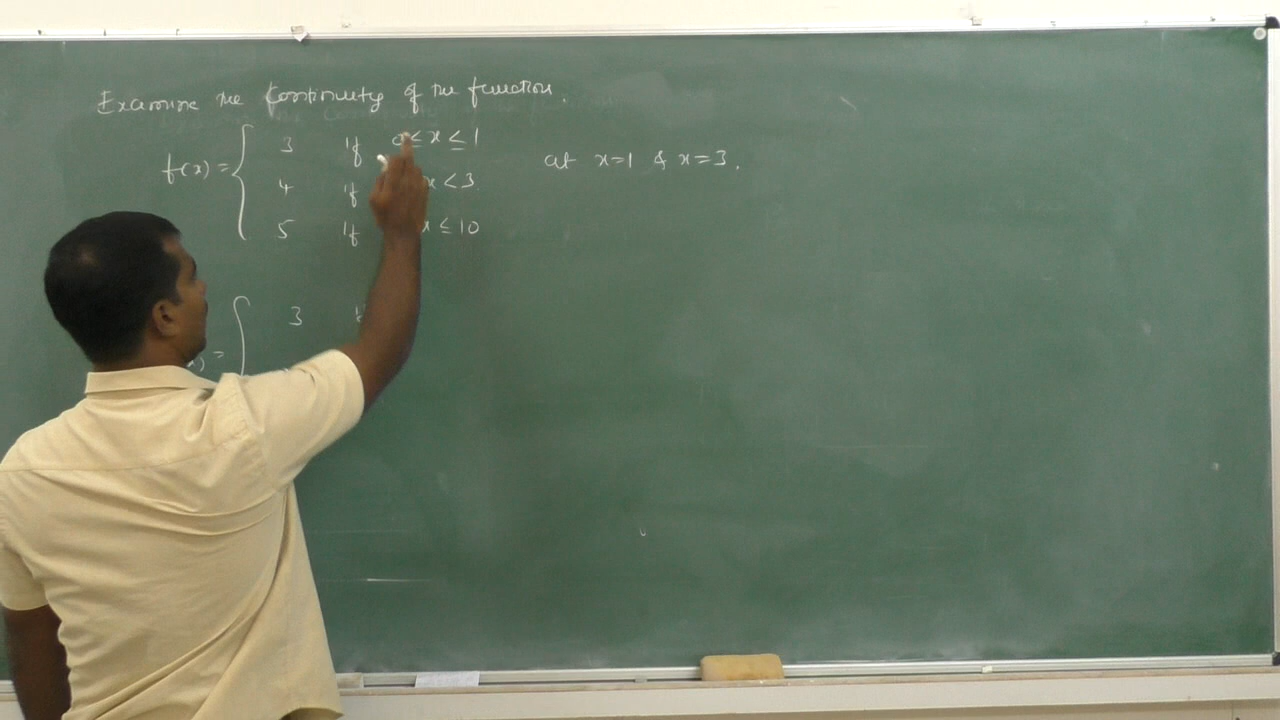 Examine the Continuity of the function.
f(x) = { 3 if 0 ≤ x ≤ 1
4 if x < 3
5 if x ≤ 10
at x=1 & x=3.
3